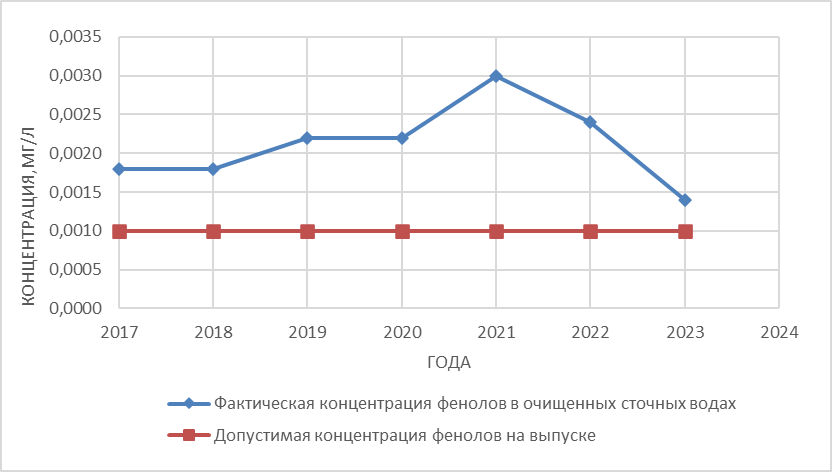 0,0035
0,0030
0,0025
0,0020
0,0015
0,0010
0,0005
0,0000
КОНЦЕНТРАЦИЯ,МГ/Л
2017 2018 2019 2020 2021 2022 2023 2024
ГОДА
Фактическая концентрация фенолов в очищенных сточных водах
Допустимая концентрация фенолов на выпуске